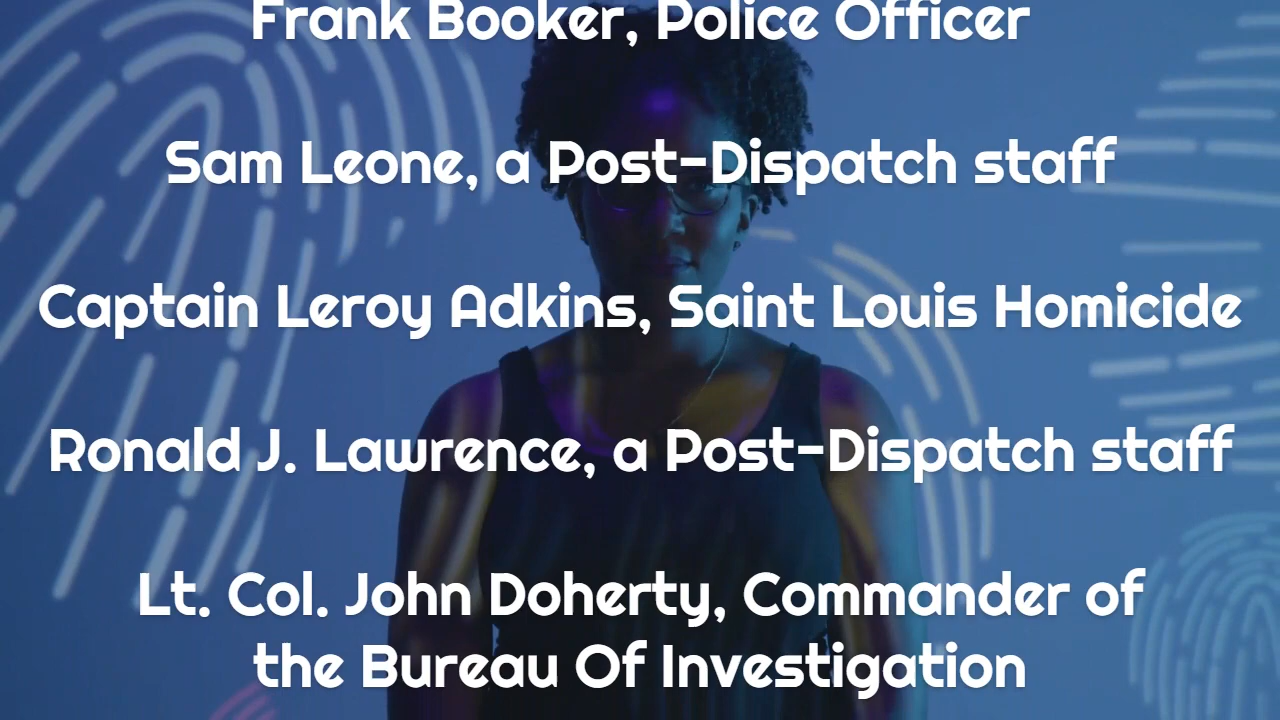 Frank Booker, Police Officer
Sam Leone, a Post-Dispatch staff
Captain Leroy Adkins, Saint Louis Homicide
Ronald J. Lawrence, a Post-Dispatch staff
Lt. Col. John Doherty, Commander of
the Bureau Of Investigation